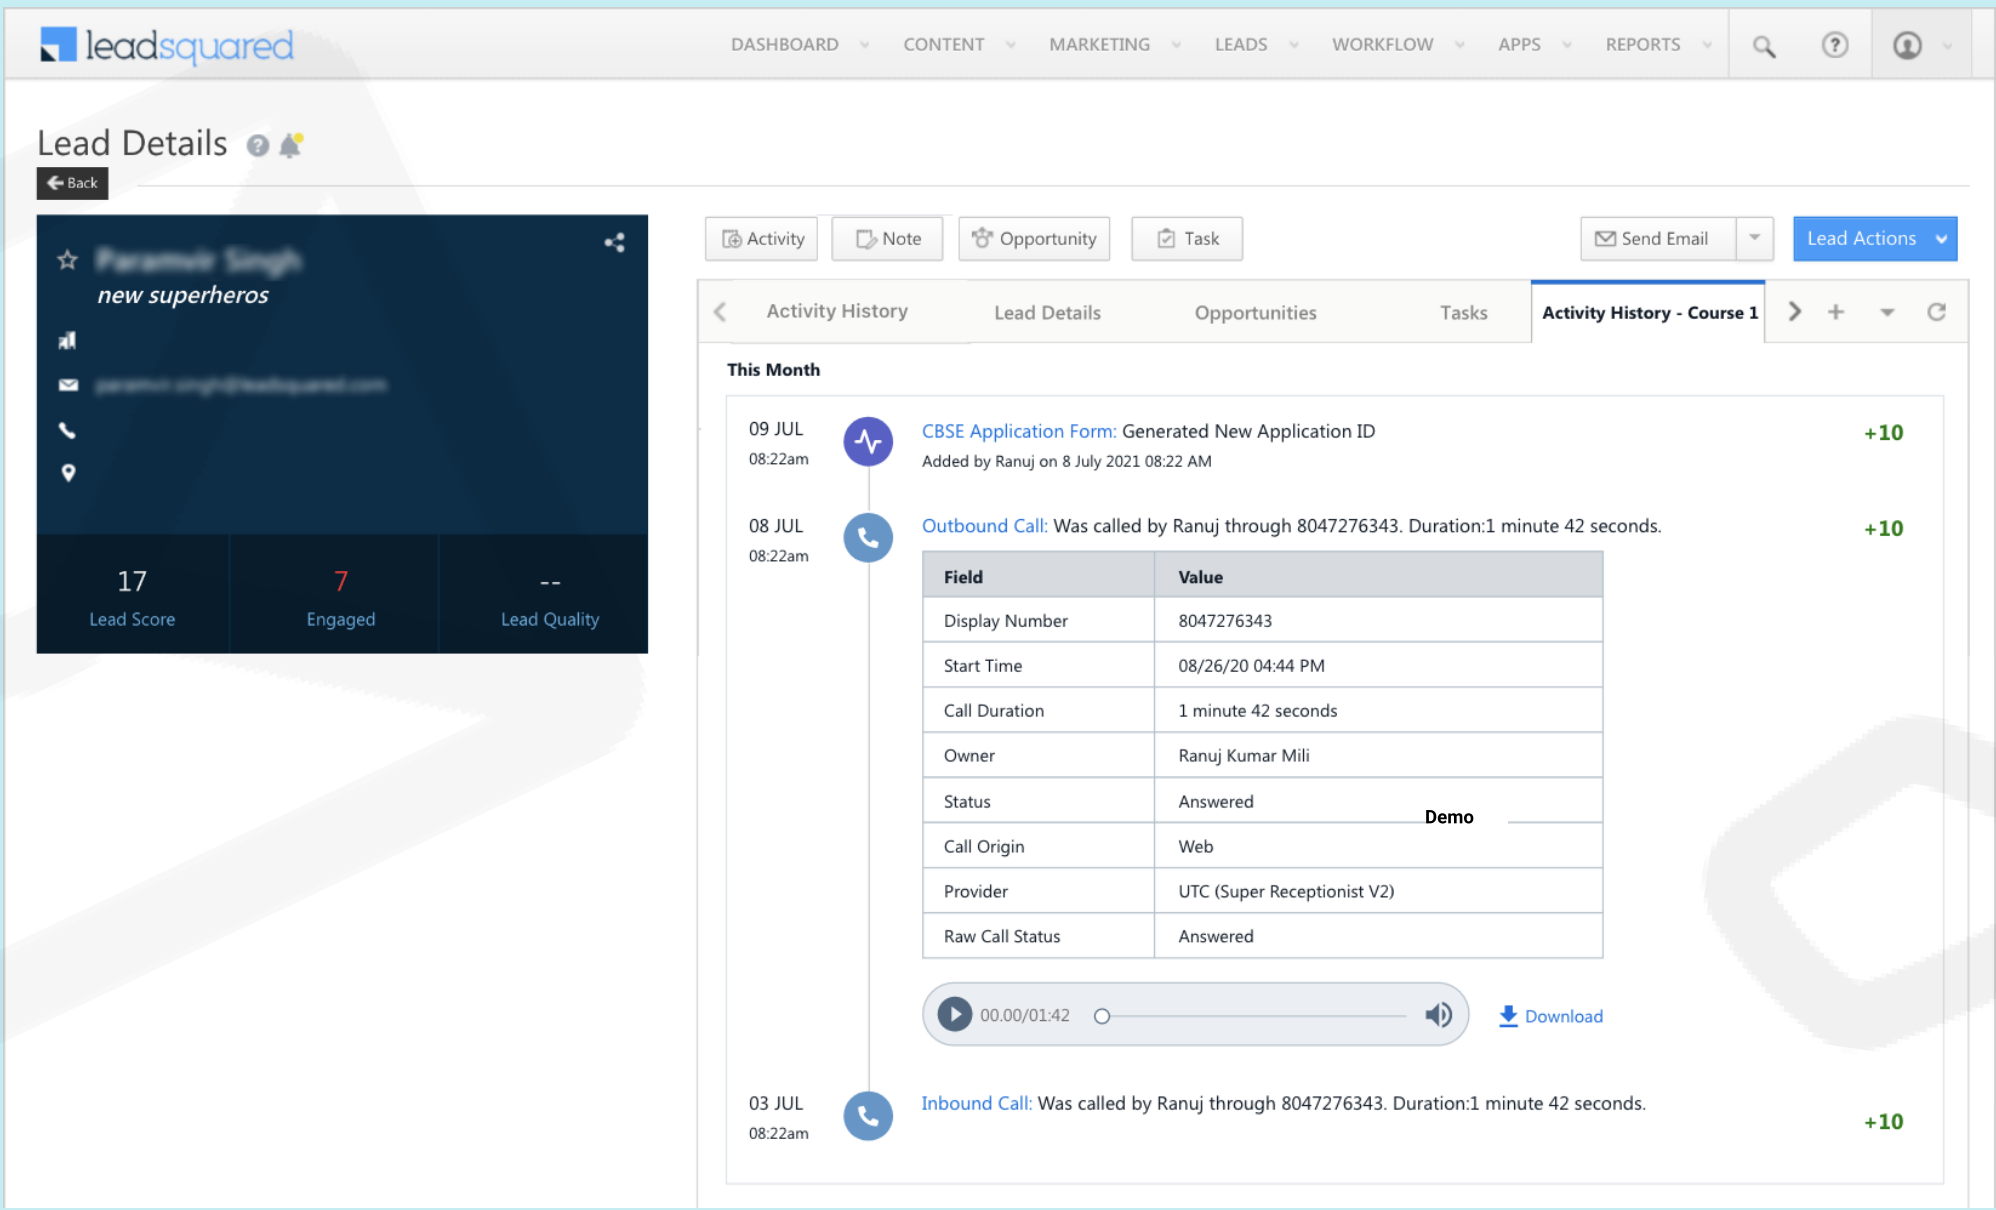 leadsquared
DASHBOARD CONTENT MARKETING LEADS WORKFLOW APPS REPORTS
Lead Details
Back
new superheros
17 7 --
Lead Score Engaged Lead Quality
Activity Note Opportunity Task Send Email Lead Actions
Activity History Lead Details Opportunities Tasks Activity History - Course 1
This Month
09 JUL CBSE Application Form: Generated New Application ID +10
08:22am Added by Ranuj on 8 July 2021 08:22 AM
08 JUL Outbound Call: Was called by Ranuj through 8047276343. Duration:1 minute 42 seconds. +10
08:22am
Field Value
Display Number 8047276343
Start Time 08/26/20 04:44 PM
Call Duration 1 minute 42 seconds
Owner Ranuj Kumar Mili
Status Answered
Demo
Call Origin Web
Provider UTC (Super Receptionist V2)
Raw Call Status Answered
00.00/01:42 Download
03 JUL Inbound Call: Was called by Ranuj through 8047276343. Duration:1 minute 42 seconds. +10
08:22am